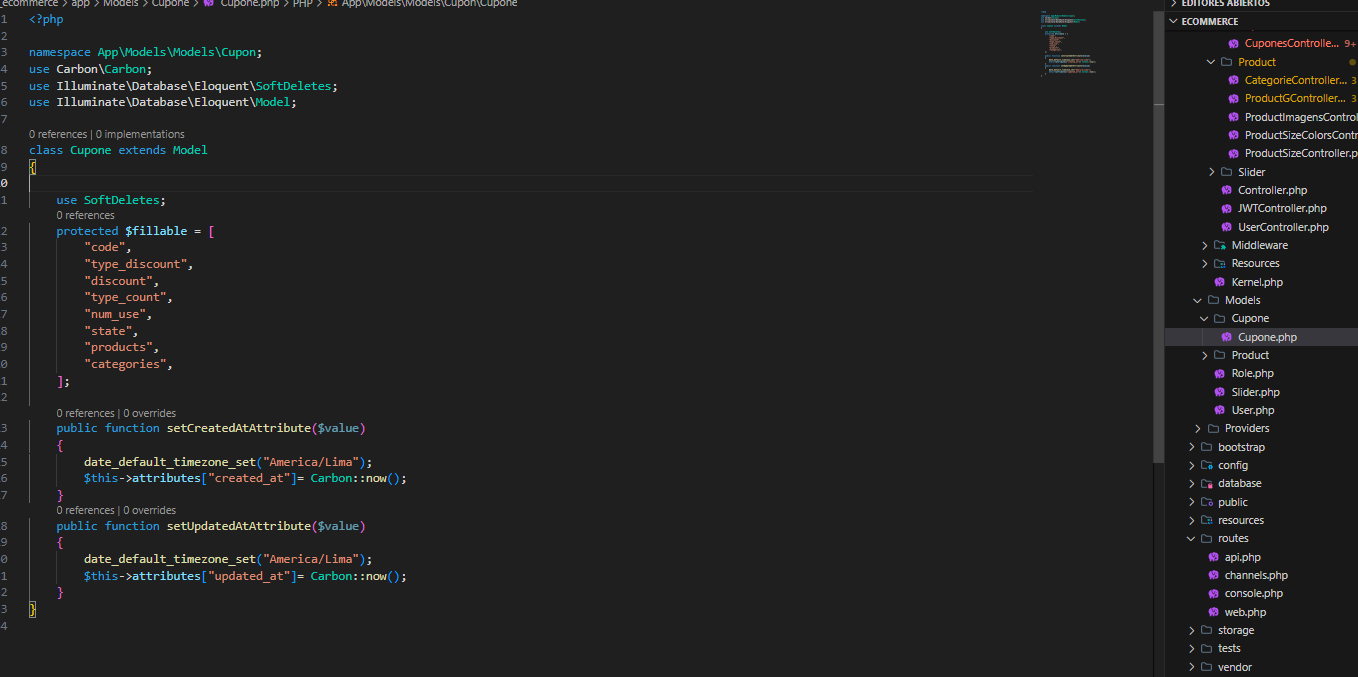 _ecommerce > app > Models > Cupone > Cupone.php > PHP > App\Models\Models\Cupon\Cupone
1 <?php
2
3 namespace App\Models\Models\Cupon;
4 use Carbon\Carbon;
5 use Illuminate\Database\Eloquent\SoftDeletes;
6 use Illuminate\Database\Eloquent\Model;
7
0 references | 0 implementations
8 class Cupone extends Model
9 {
0
1 use SoftDeletes;
0 references
2 protected $fillable = [
3 "code",
4 "type_discount",
5 "discount",
6 "type_count",
7 "num_use",
8 "state",
9 "products",
0 "categories",
1 ];
2
0 references | 0 overrides
3 public function setCreatedAtAttribute($value)
4 {
5 date_default_timezone_set("America/Lima");
6 $this->attributes["created_at"]= Carbon::now();
7 }
0 references | 0 overrides
8 public function setUpdatedAtAttribute($value)
9 {
0 date_default_timezone_set("America/Lima");
1 $this->attributes["updated_at"]= Carbon::now();
2 }
3 }
4
EDITORES ABIERTOS
ECOMMERCE
CuponesControlle... 9+
Product
CategorieController... 3
ProductGController... 3
ProductImagensControl
ProductSizeColorsContr
ProductSizeController.p
Slider
Controller.php
JWTController.php
UserController.php
Middleware
Resources
Kernel.php
Models
Cupone
Cupone.php
Product
Role.php
Slider.php
User.php
Providers
bootstrap
config
database
public
resources
routes
api.php
channels.php
console.php
web.php
storage
tests
vendor